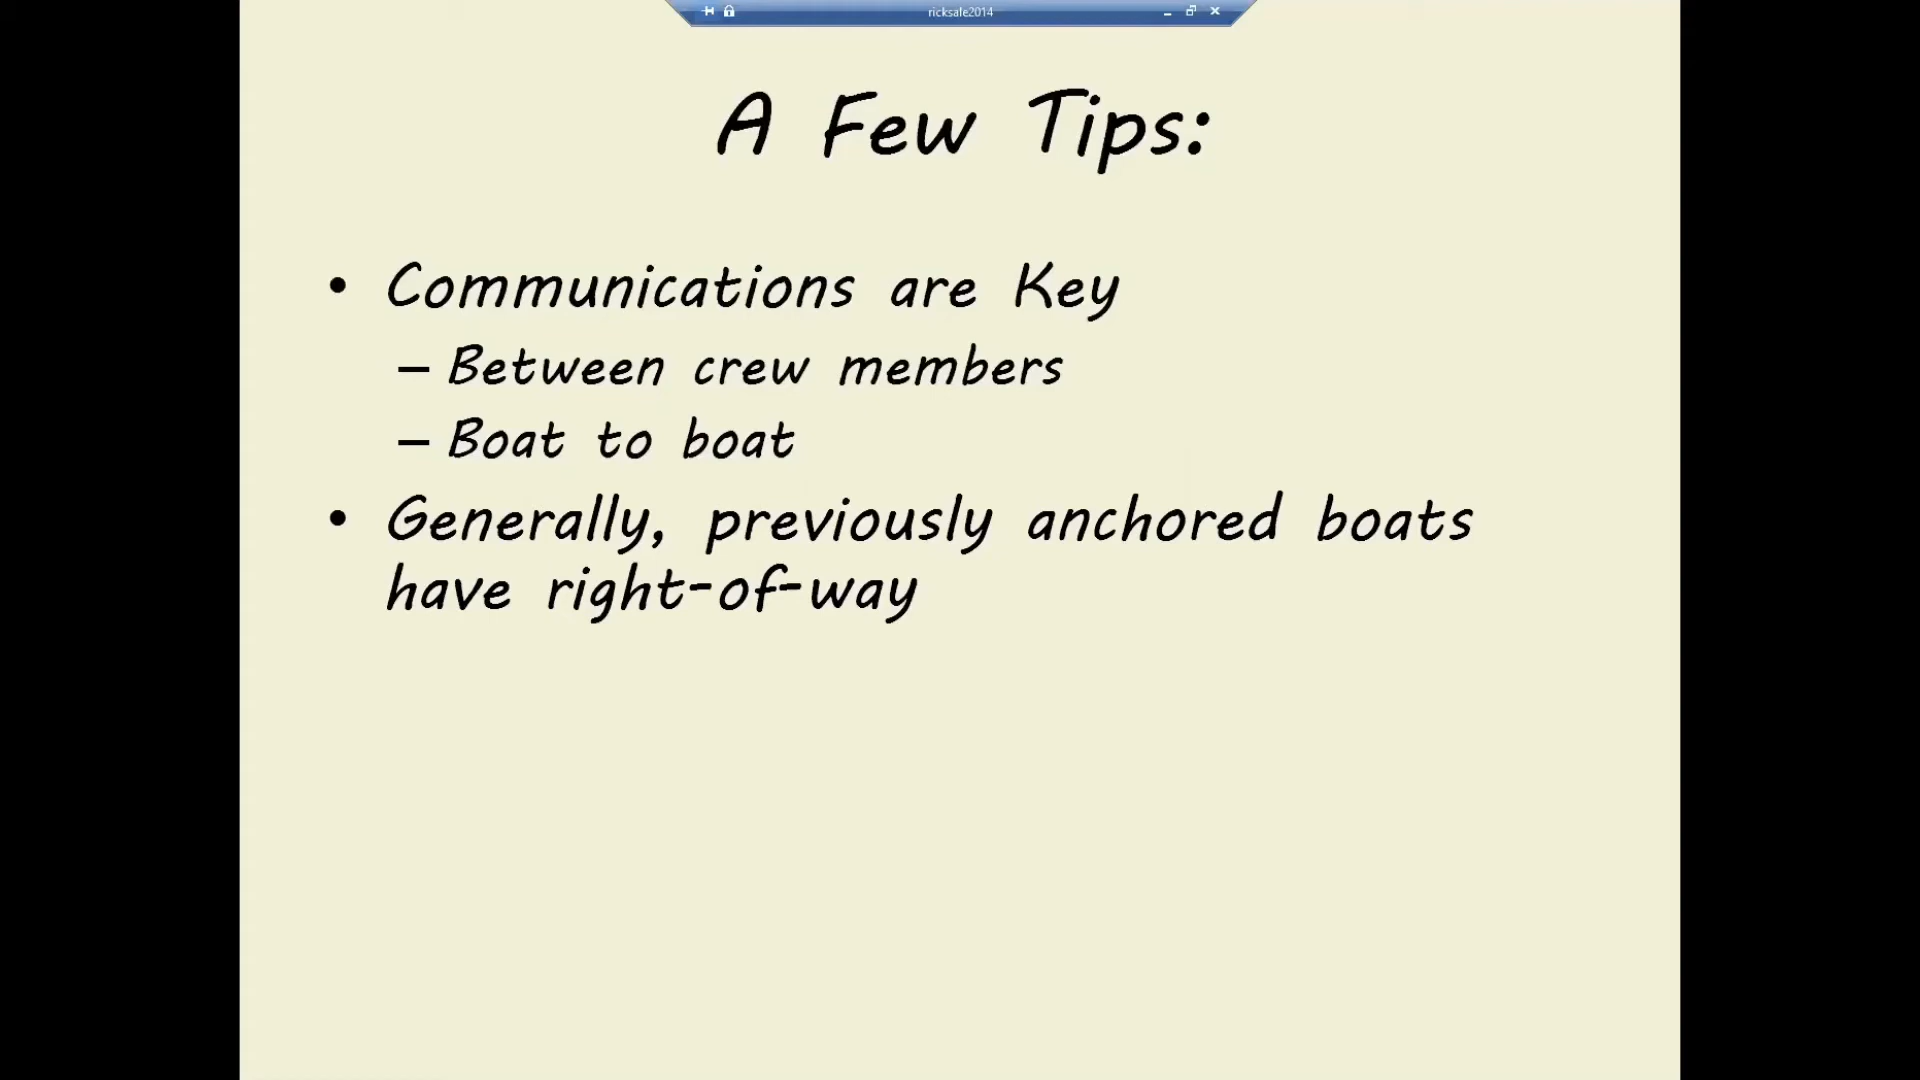 ricksafe2014
A Few Tips:
• Communications are Key
– Between crew members
– Boat to boat
• Generally, previously anchored boats
have right-of-way